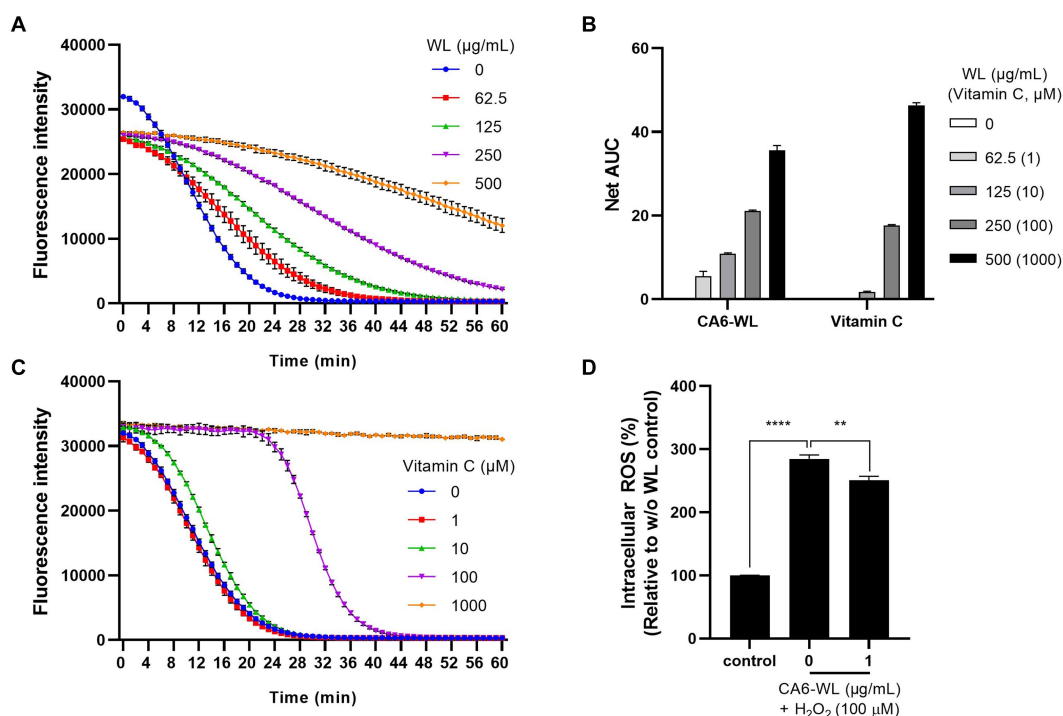 A
WL (µg/mL)
0
62.5
125
250
500
Fluorescence intensity
40000
30000
20000
10000
0
0 4 8 12 16 20 24 28 32 36 40 44 48 52 56 60
Time (min)
B
Net AUC
60
40
20
0
CA6-WL Vitamin C
WL (µg/mL)
(Vitamin C, µM)
0
62.5 (1)
125 (10)
250 (100)
500 (1000)
C
Fluorescence intensity
40000
30000
20000
10000
0
Vitamin C (µM)
0
1
10
100
1000
0 4 8 12 16 20 24 28 32 36 40 44 48 52 56 60
Time (min)
D
Intracellular ROS (%)
(Relative to w/o WL control)
400
300
200
100
0
**** **
control 0 1
CA6-WL (µg/mL)
+ H₂O₂ (100 µM)